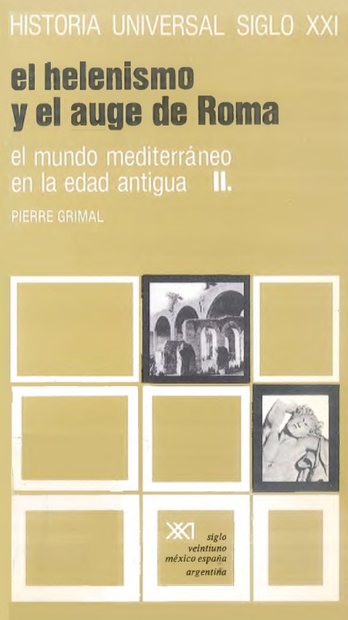 HISTORIA UNIVERSAL SIGLO XXI
el helenismo
y el auge de Roma
el mundo mediterráneo
en la edad antigua II.
PIERRE GRIMAL
XXI siglo
veintiuno
méxico españa
argentina